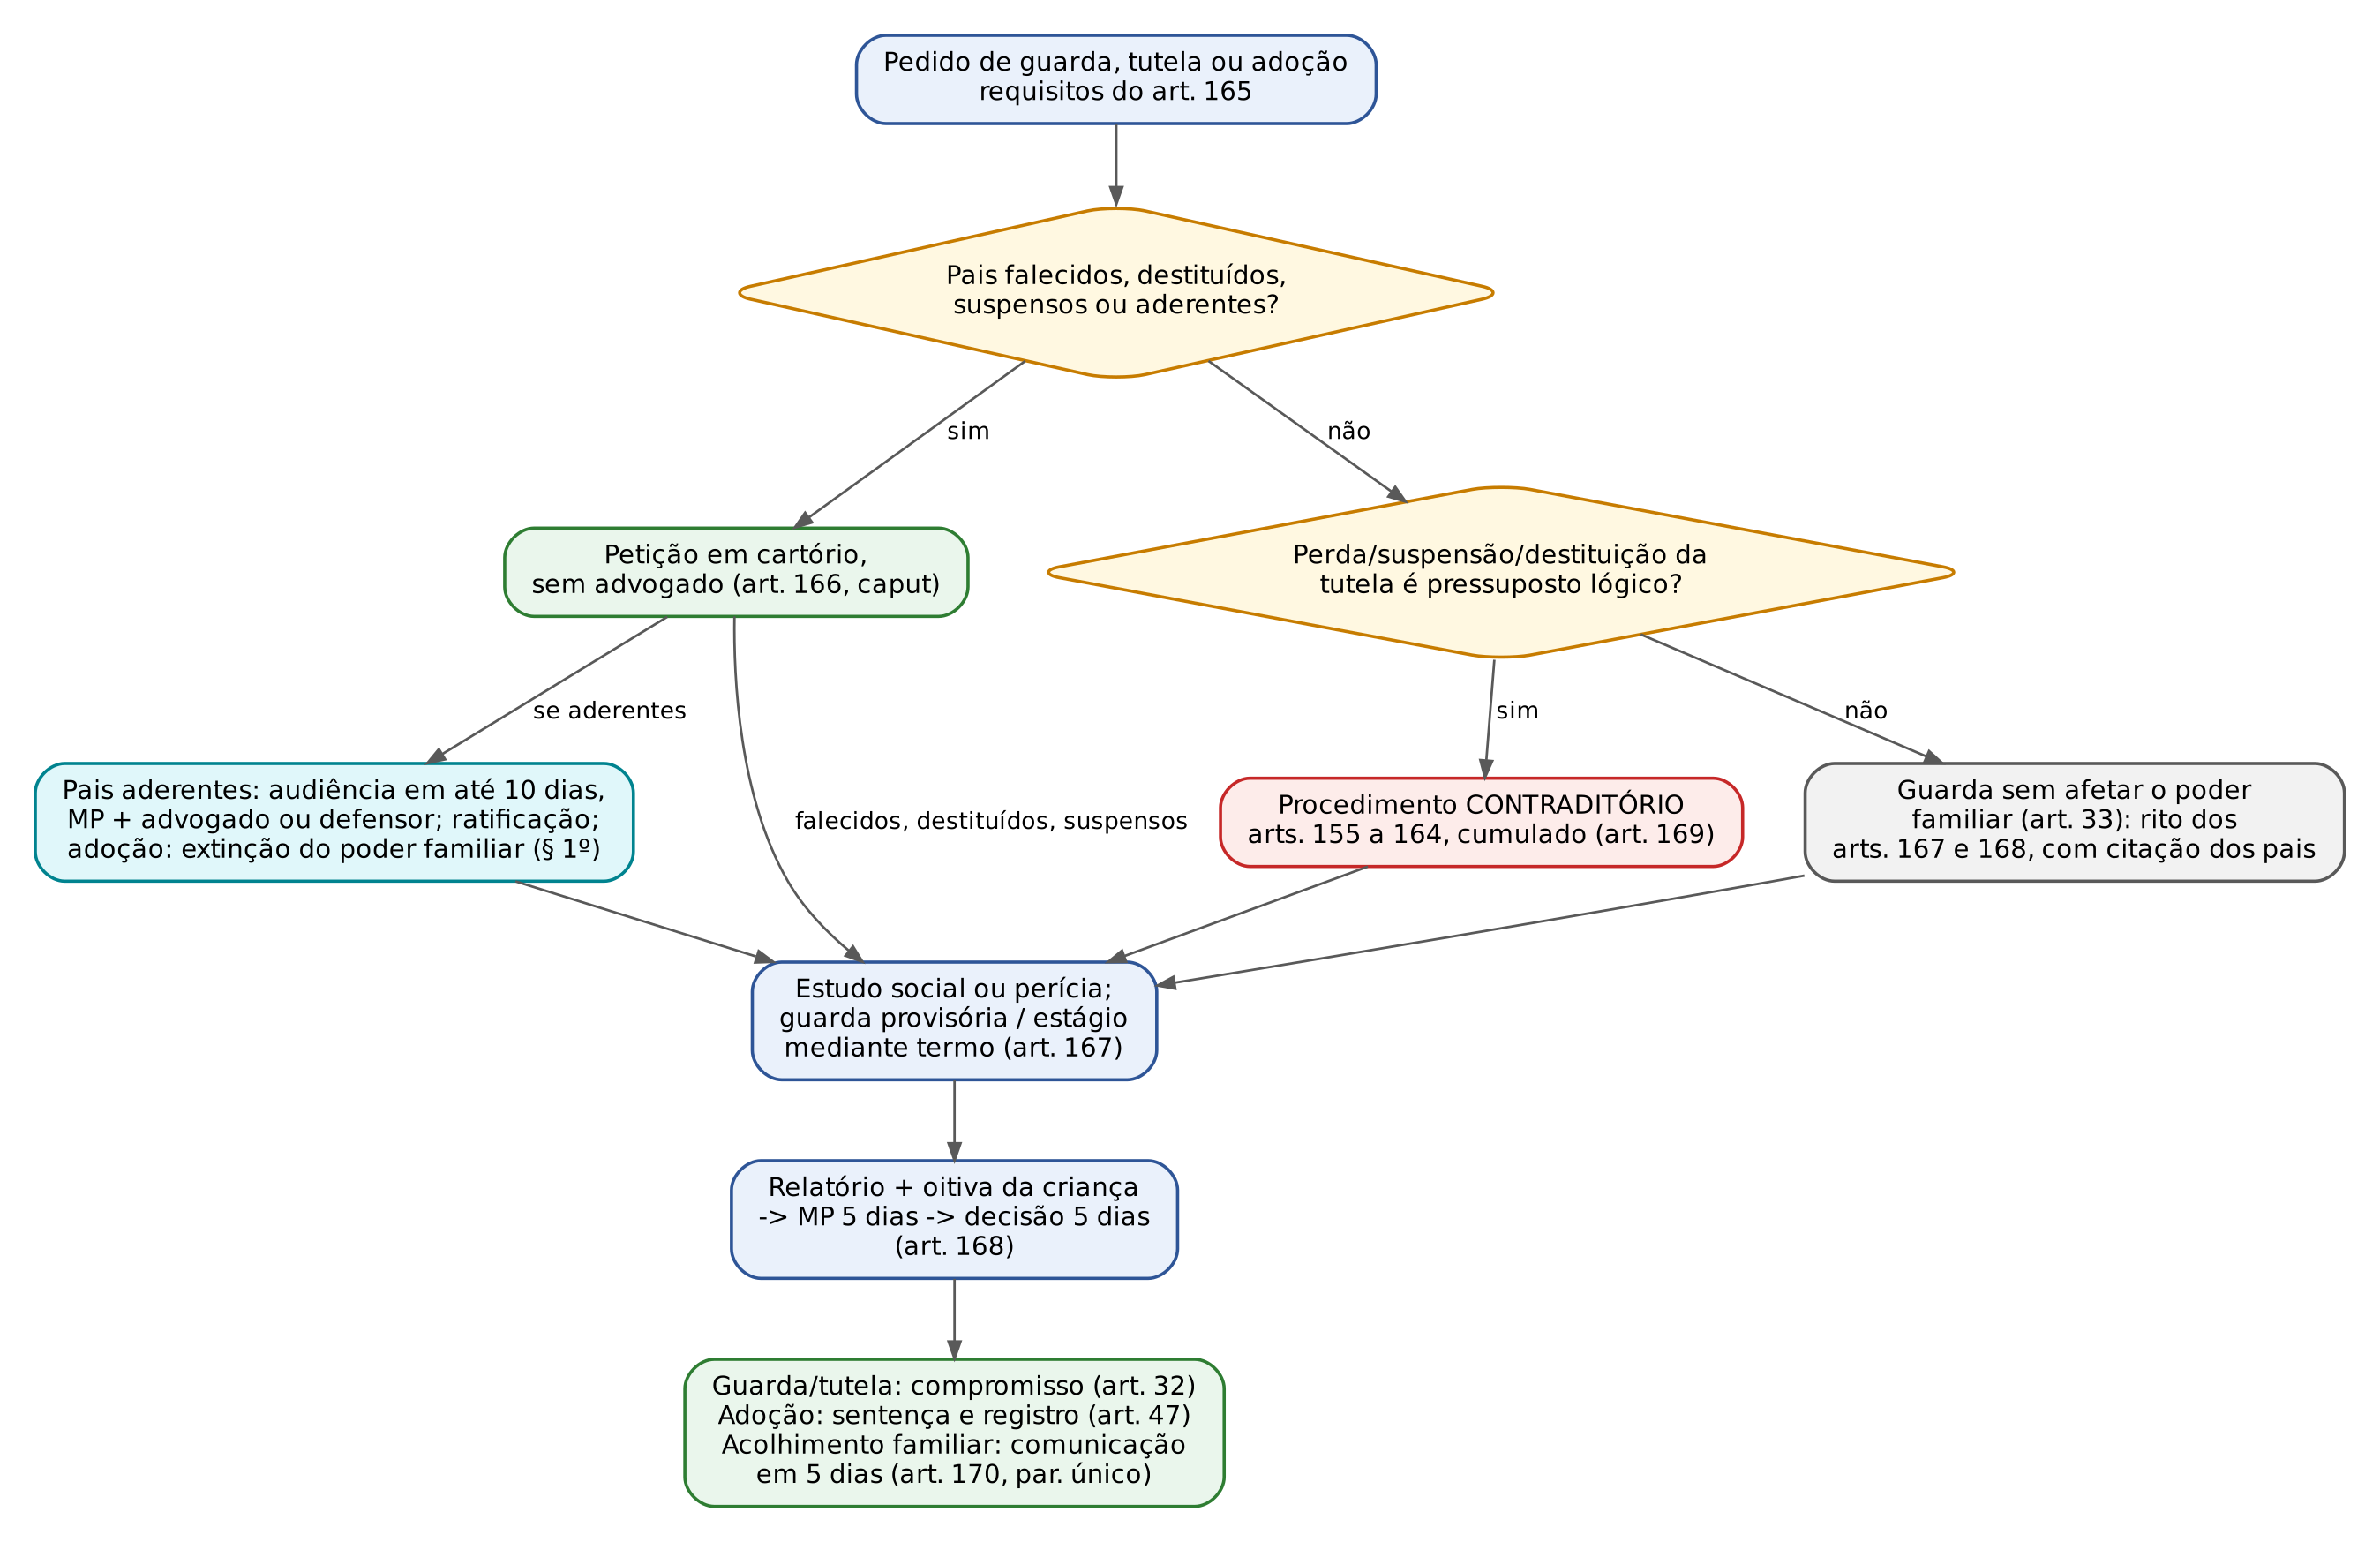 Pedido de guarda, tutela ou adoção
requisitos do art. 165
Pais falecidos, destituídos,
suspensos ou aderentes?
sim
não
Petição em cartório,
sem advogado (art. 166, caput)
Perda/suspensão/destituição da
tutela é pressuposto lógico?
se aderentes
sim
não
Pais aderentes: audiência em até 10 dias,
MP + advogado ou defensor; ratificação;
adoção: extinção do poder familiar (§ 1º)
falecidos, destituídos, suspensos
Procedimento CONTRADITÓRIO
arts. 155 a 164, cumulado (art. 169)
Guarda sem afetar o poder
familiar (art. 33): rito dos
arts. 167 e 168, com citação dos pais
Estudo social ou perícia;
guarda provisória / estágio
mediante termo (art. 167)
Relatório + oitiva da criança
-> MP 5 dias -> decisão 5 dias
(art. 168)
Guarda/tutela: compromisso (art. 32)
Adoção: sentença e registro (art. 47)
Acolhimento familiar: comunicação
em 5 dias (art. 170, par. único)